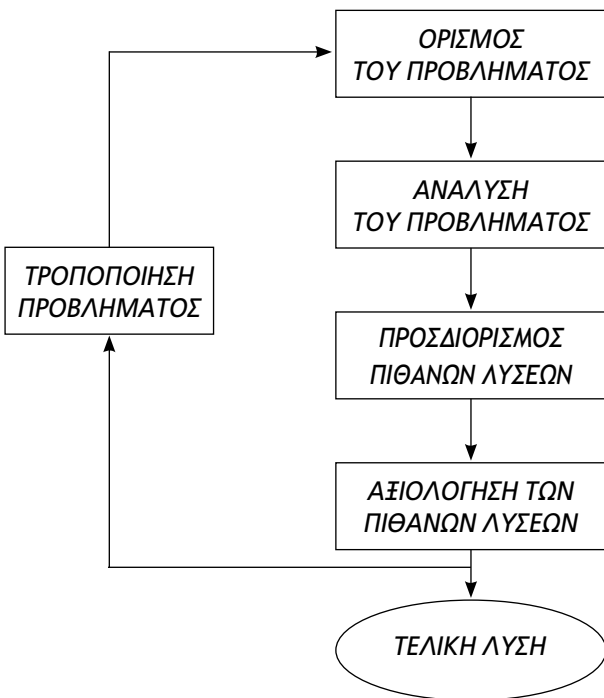 ΟΡΙΣΜΟΣ
ΤΟΥ ΠΡΟΒΛΗΜΑΤΟΣ
ΑΝΑΛΥΣΗ
ΤΟΥ ΠΡΟΒΛΗΜΑΤΟΣ
ΤΡΟΠΟΠΟΙΗΣΗ
ΠΡΟΒΛΗΜΑΤΟΣ
ΠΡΟΣΔΙΟΡΙΣΜΟΣ
ΠΙΘΑΝΩΝ ΛΥΣΕΩΝ
ΑΞΙΟΛΟΓΗΣΗ ΤΩΝ
ΠΙΘΑΝΩΝ ΛΥΣΕΩΝ
ΤΕΛΙΚΗ ΛΥΣΗ